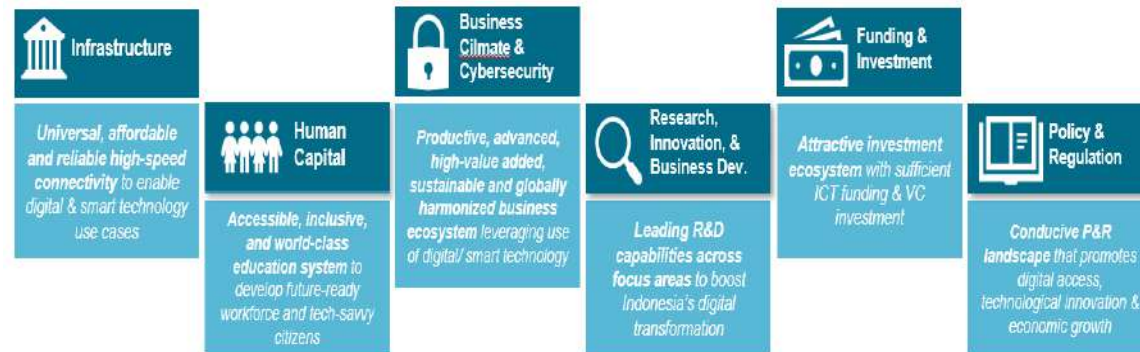 Infrastructure
Universal, affordable
and reliable high-speed
connectivity to enable
digital & smart technology
use cases
Human
Capital
Accessible, inclusive,
and world-class
education system to
develop future-ready
workforce and tech-savvy
citizens
Business
Cilmate &
Cybersecurity
Productive, advanced,
high-value added,
sustainable and globally
harmonized business
ecosystem leveraging use
of digital/ smart technology
Research,
Innovation, &
Business Dev.
Leading R&D
capabilities across
focus areas to boost
Indonesia's digital
transformation
Funding &
Investment
Attractive investment
ecosystem with sufficient
ICT funding & VC
investment
Policy &
Regulation
Conducive P&R
landscape that promotes
digital access,
technological innovation &
economic growth